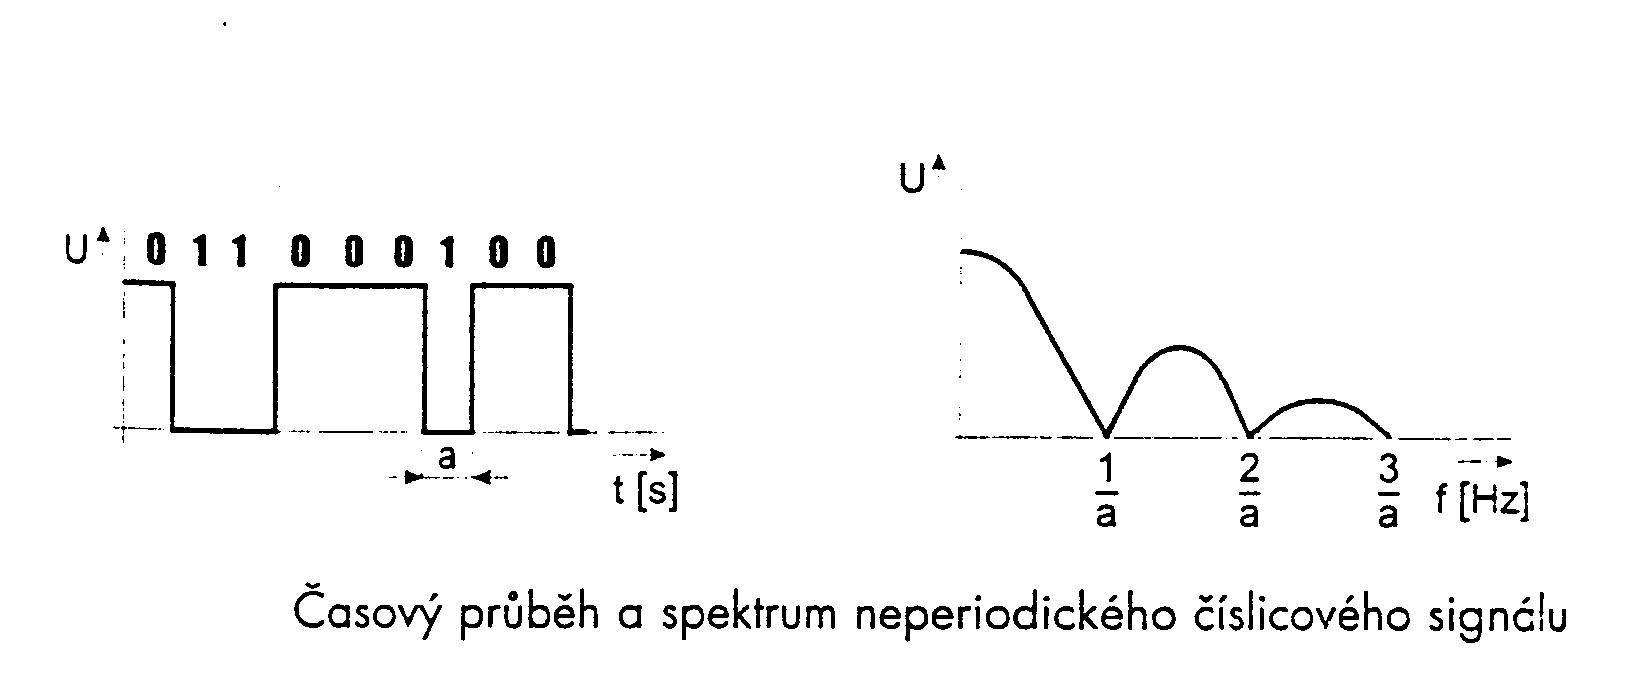 U 0 1 1 0 0 0 1 0 0
a
t [s]
U
1/a 2/a 3/a f [Hz]
Časový průběh a spektrum neperiodického číslicového signálu